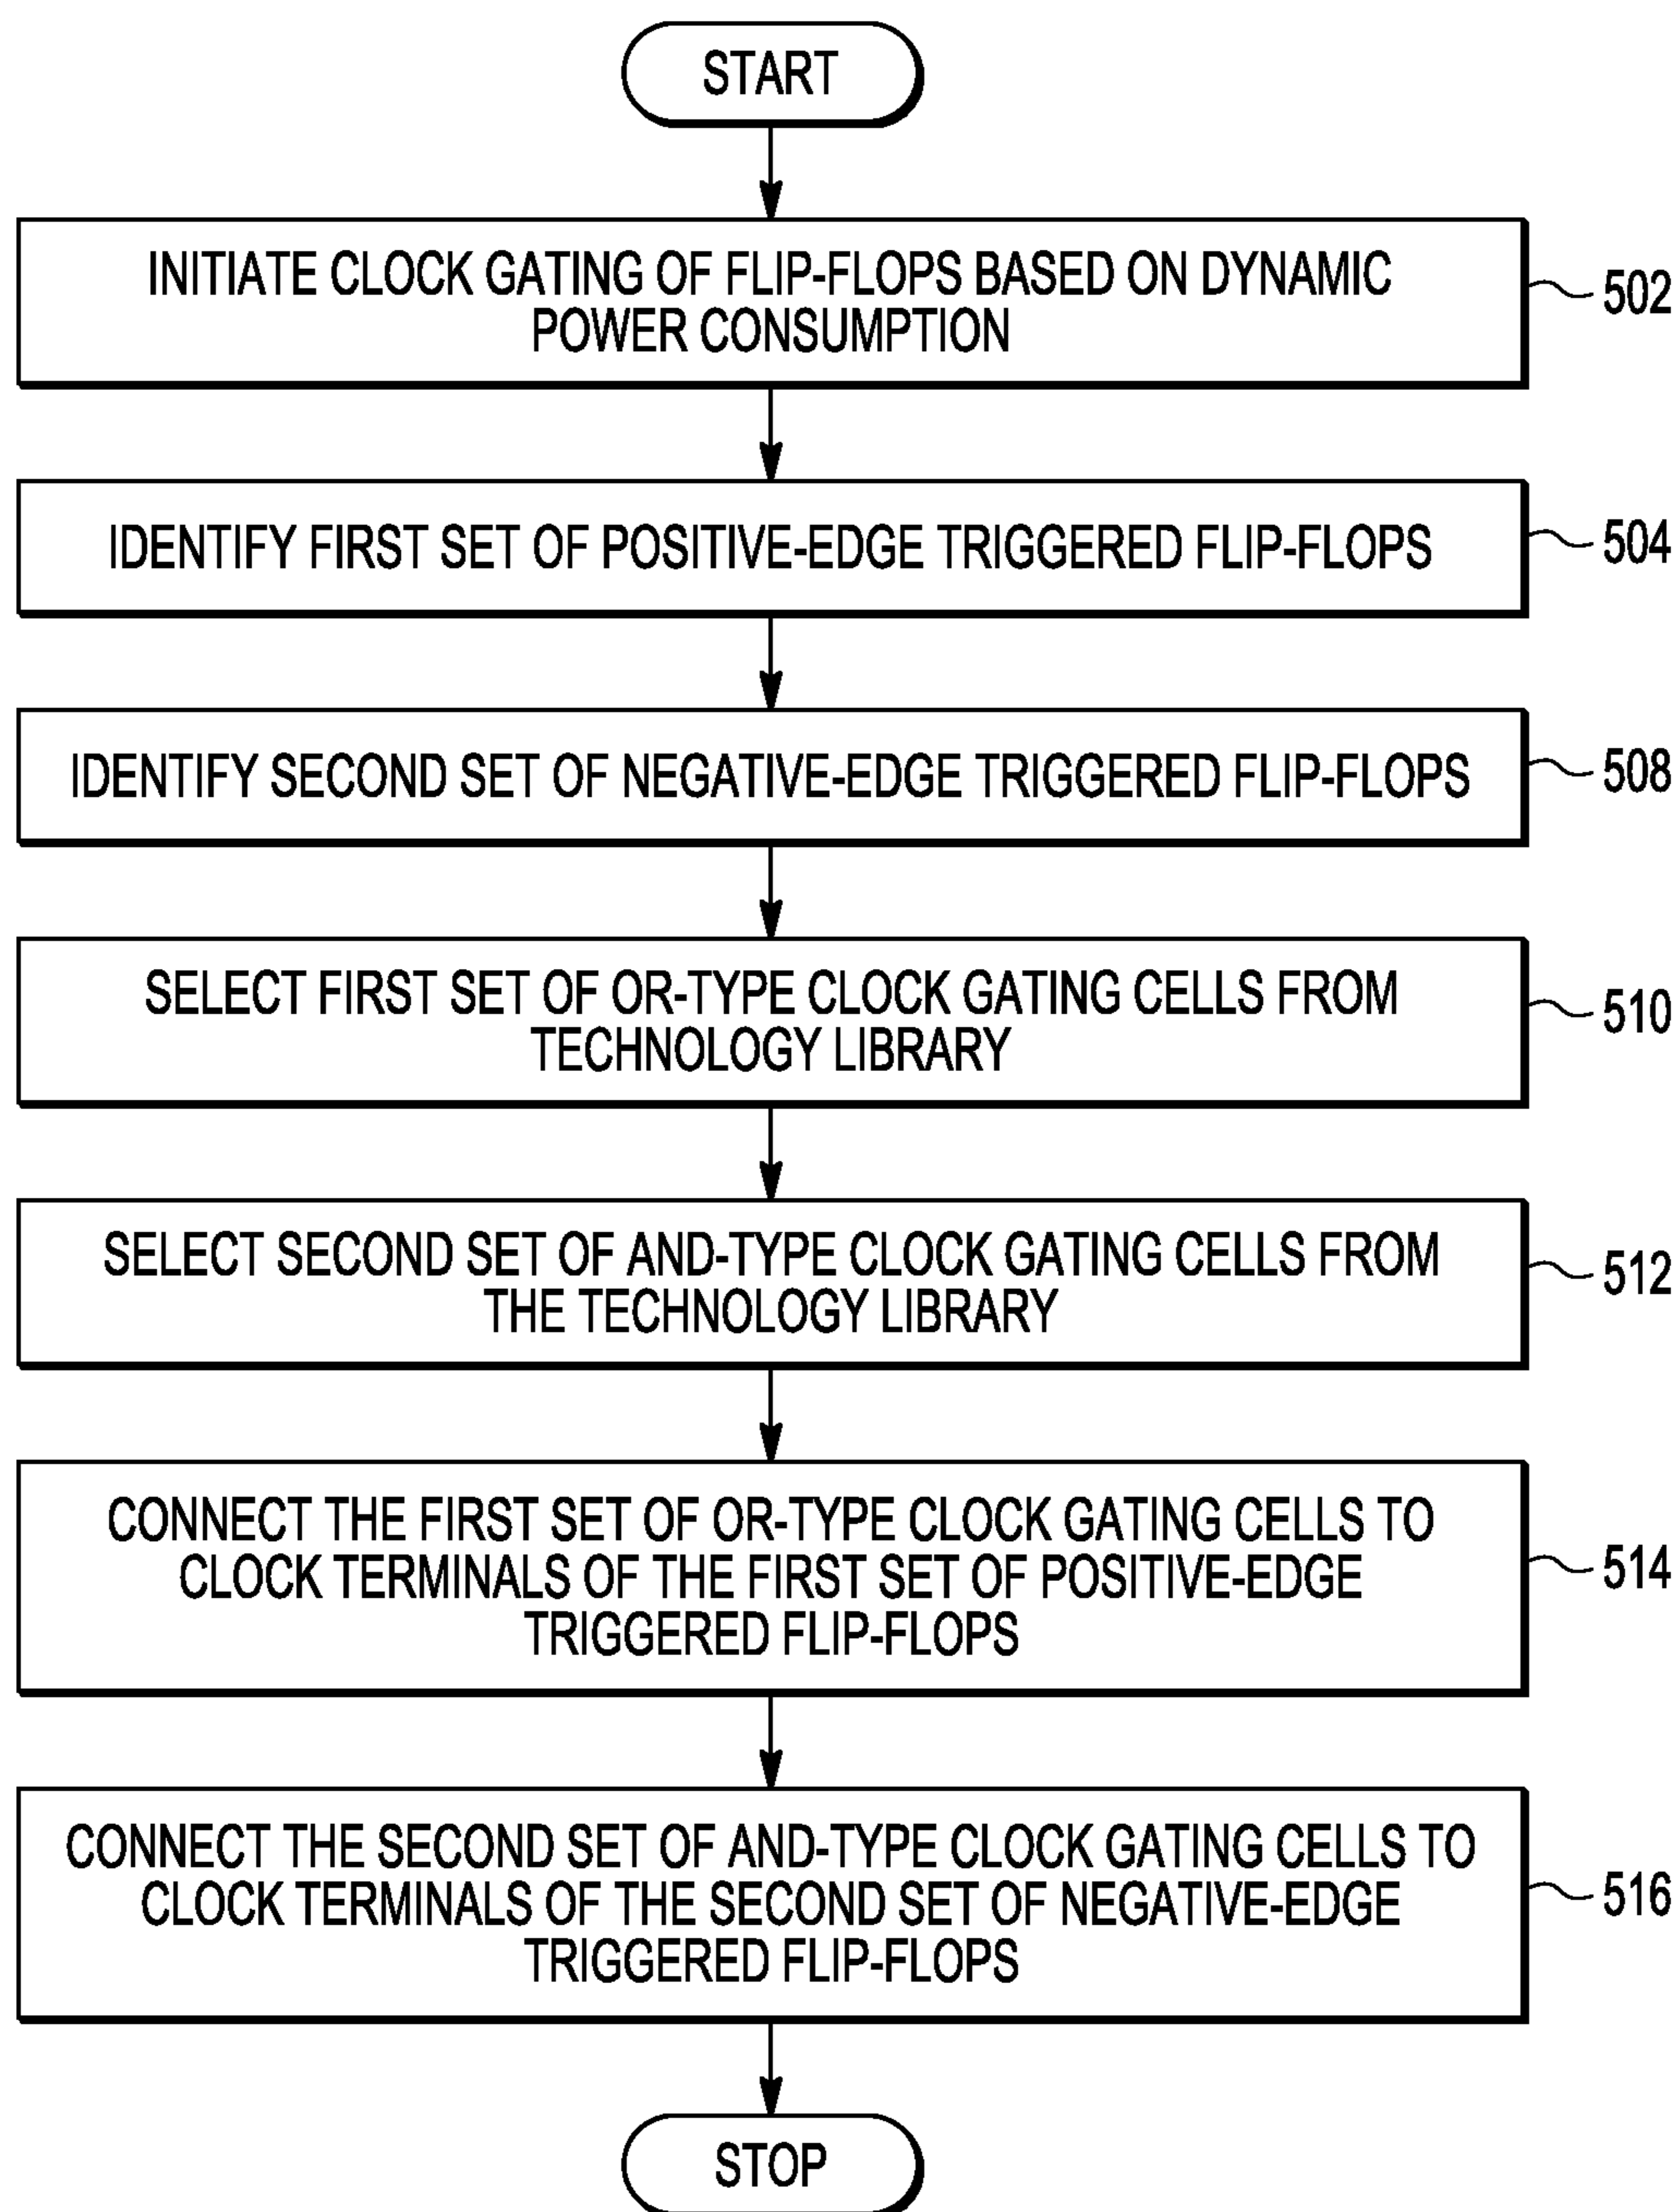 START
INITIATE CLOCK GATING OF FLIP-FLOPS BASED ON DYNAMIC
POWER CONSUMPTION
502
IDENTIFY FIRST SET OF POSITIVE-EDGE TRIGGERED FLIP-FLOPS
504
IDENTIFY SECOND SET OF NEGATIVE-EDGE TRIGGERED FLIP-FLOPS
508
SELECT FIRST SET OF OR-TYPE CLOCK GATING CELLS FROM
TECHNOLOGY LIBRARY
510
SELECT SECOND SET OF AND-TYPE CLOCK GATING CELLS FROM
THE TECHNOLOGY LIBRARY
512
CONNECT THE FIRST SET OF OR-TYPE CLOCK GATING CELLS TO
CLOCK TERMINALS OF THE FIRST SET OF POSITIVE-EDGE
TRIGGERED FLIP-FLOPS
514
CONNECT THE SECOND SET OF AND-TYPE CLOCK GATING CELLS TO
CLOCK TERMINALS OF THE SECOND SET OF NEGATIVE-EDGE
TRIGGERED FLIP-FLOPS
516
STOP